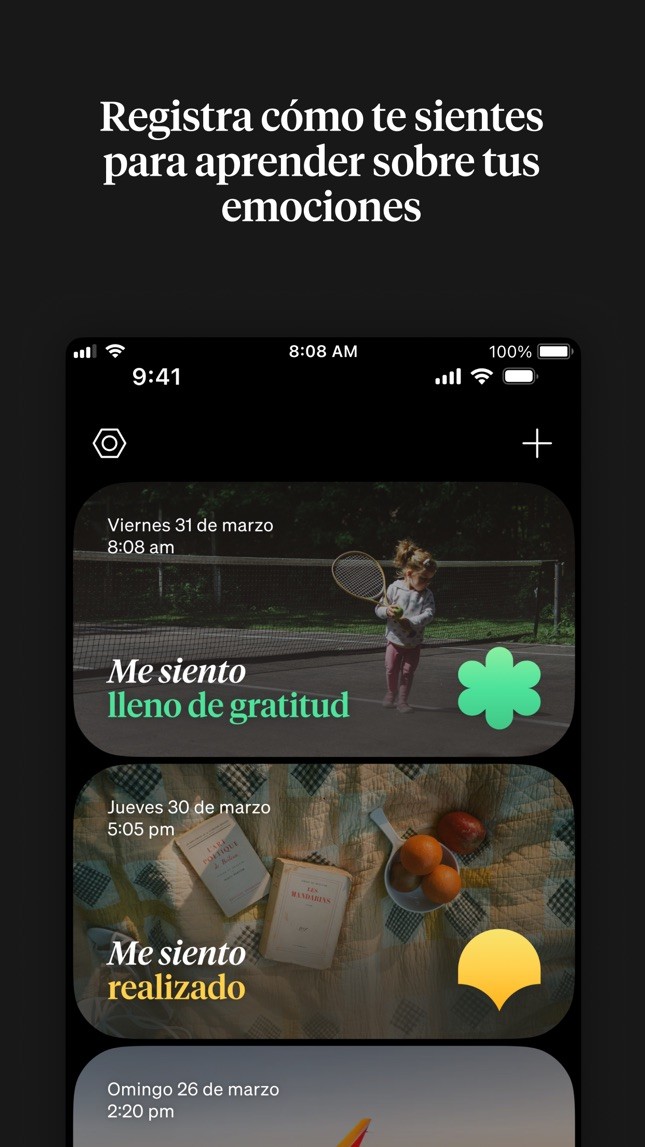 Registra cómo te sientes
para aprender sobre tus
emociones
8:08 AM
100%
9:41
Viernes 31 de marzo
8:08 am
Me siento
lleno de gratitud
Jueves 30 de marzo
5:05 pm
LES
MANDARINS
Me siento
realizado
Omingo 26 de marzo
2:20 pm